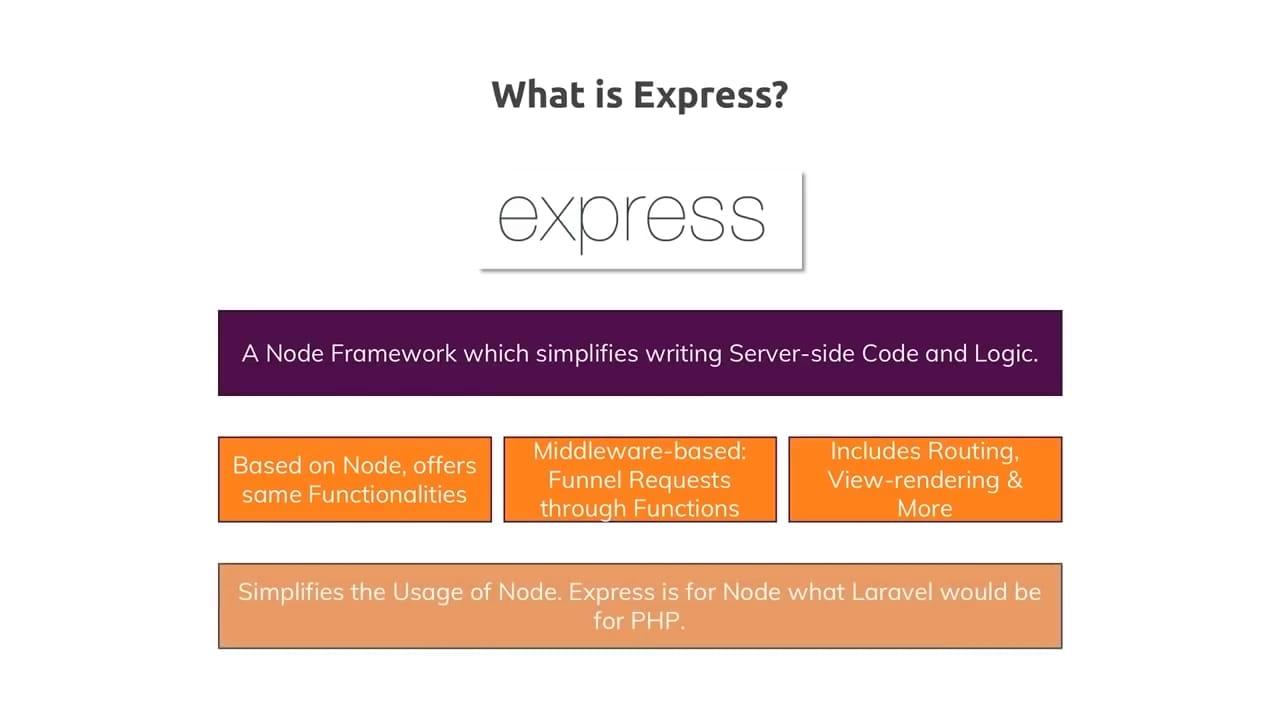 What is Express?
express
A Node Framework which simplifies writing Server-side Code and Logic.
Based on Node, offers
same Functionalities
Middleware-based:
Funnel Requests
through Functions
Includes Routing,
View-rendering &
More
Simplifies the Usage of Node. Express is for Node what Laravel would be
for PHP.